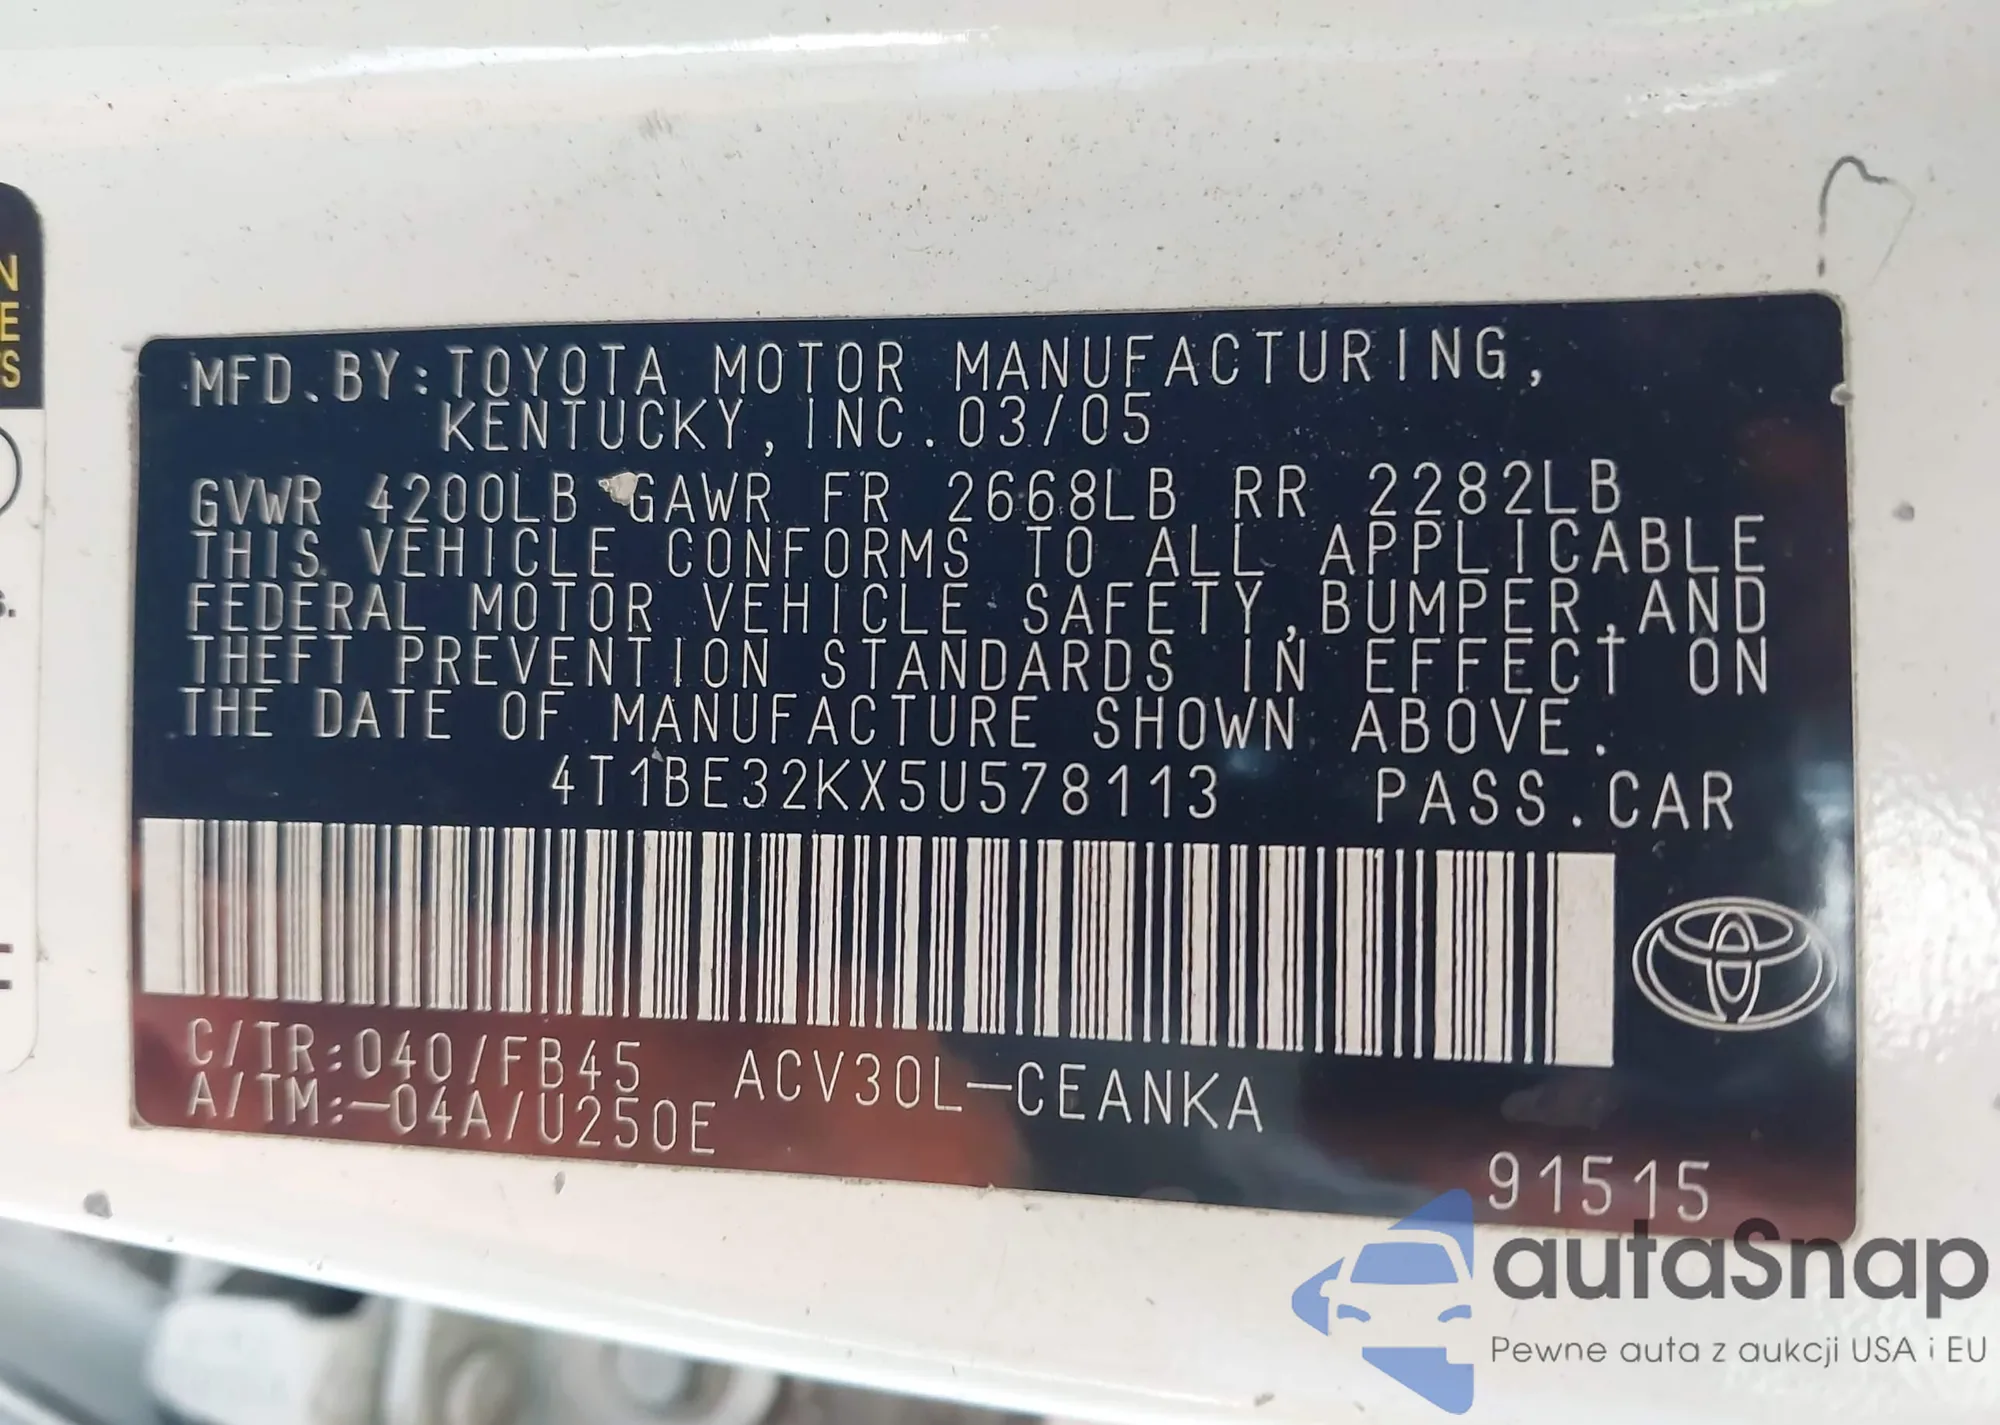 MFD.BY:TOYOTA MOTOR MANUFACTURING,
KENTUCKY, INC. 03/05
GVWR 4200LB GAWR FR 2668LB RR 2282LB
THIS VEHICLE CONFORMS TO ALL APPLICABLE
FEDERAL MOTOR VEHICLE SAFETY,BUMPER,AND
THEFT PREVENTION STANDARDS IN EFFECT ON
THE DATE OF MANUFACTURE SHOWN ABOVE.
4T1BE32KX5U578113 PASS.CAR
C/TR:040/FB45 ACV30L-CEANKA
A/TM:-04A/U250E
91515
autaSnap
Pewne auta z aukcji USA i EU